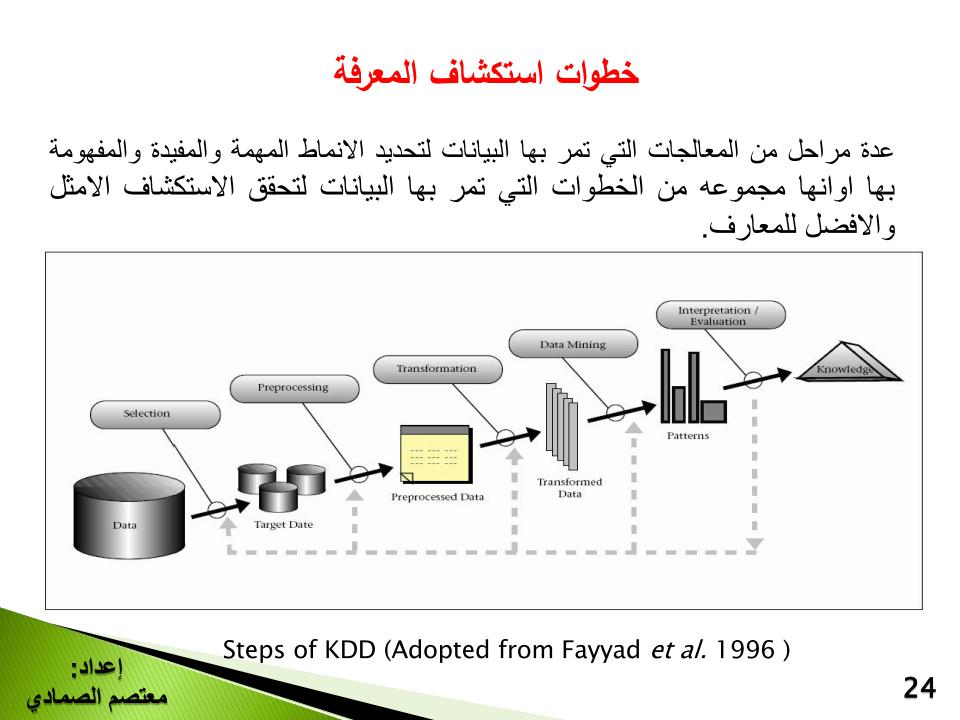 خطوات استكشاف المعرفة
عدة مراحل من المعالجات التي تمر بها البيانات لتحديد الانماط المهمة والمفيدة والمفهومة
بها اوانها مجموعه من الخطوات التي تمر بها البيانات لتحقق الاستكشاف الامثل
والافضل للمعارف.
Interpretation /
Evaluation
Data Mining
Transformation
Preprocessing
Selection
Knowledge
Patterns
Transformed
Data
Preprocessed Data
Target Date
Data
--- --- ---
--- --- ---
--- --- ---
Steps of KDD (Adopted from Fayyad et al. 1996 )
إعداد:
معتصم الصمادي
24